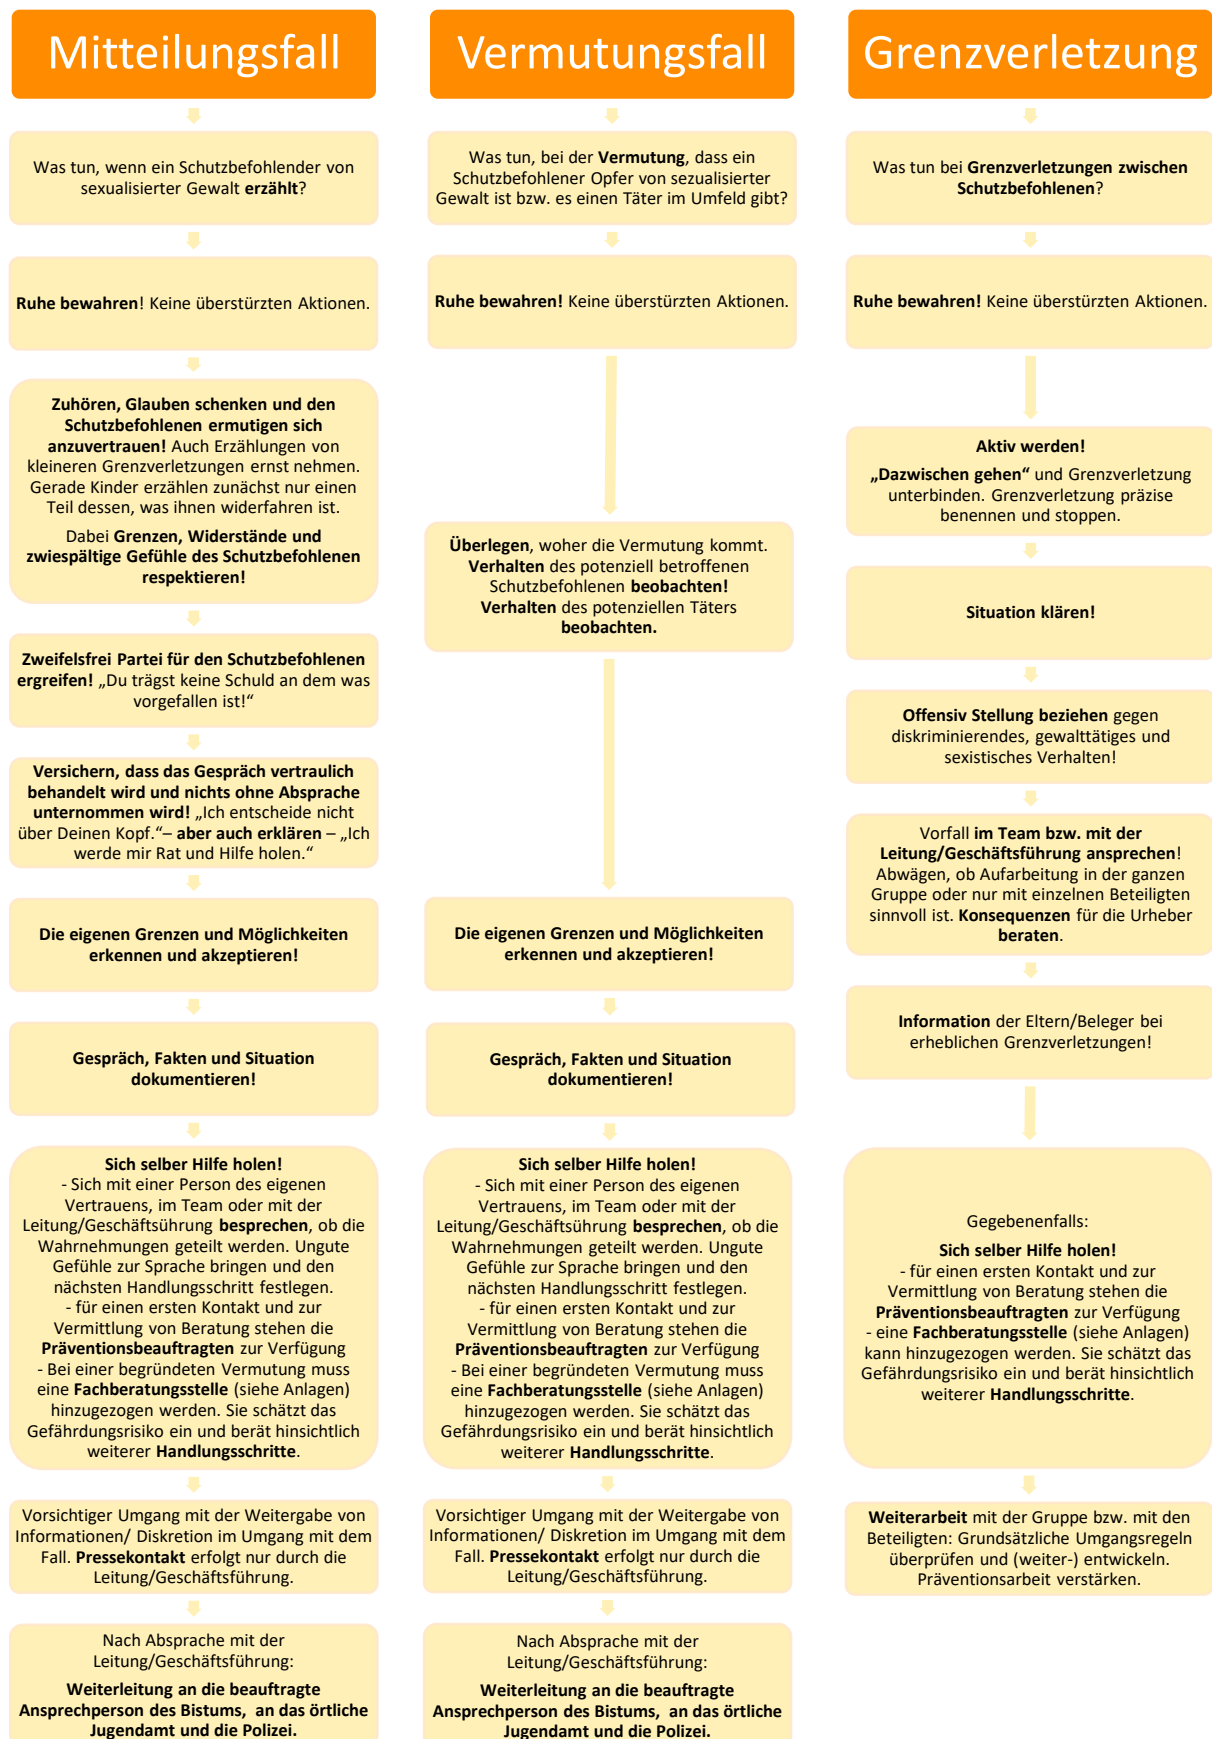 Mitteilungsfall
Was tun, wenn ein Schutzbefohlender von
sexualisierter Gewalt erzählt?
Ruhe bewahren! Keine überstürzten Aktionen.
Zuhören, Glauben schenken und den
Schutzbefohlenen ermutigen sich
anzuvertrauen! Auch Erzählungen von
kleineren Grenzverletzungen ernst nehmen.
Gerade Kinder erzählen zunächst nur einen
Teil dessen, was ihnen widerfahren ist.
Dabei Grenzen, Widerstände und
zwiespältige Gefühle des Schutzbefohlenen
respektieren!
Zweifelsfrei Partei für den Schutzbefohlenen
ergreifen! „Du trägst keine Schuld an dem was
vorgefallen ist!“
Versichern, dass das Gespräch vertraulich
behandelt wird und nichts ohne Absprache
unternommen wird! „Ich entscheide nicht
über Deinen Kopf.“– aber auch erklären – „Ich
werde mir Rat und Hilfe holen.“
Die eigenen Grenzen und Möglichkeiten
erkennen und akzeptieren!
Gespräch, Fakten und Situation
dokumentieren!
Sich selber Hilfe holen!
- Sich mit einer Person des eigenen
Vertrauens, im Team oder mit der
Leitung/Geschäftsührung besprechen, ob die
Wahrnehmungen geteilt werden. Ungute
Gefühle zur Sprache bringen und den
nächsten Handlungsschritt festlegen.
- für einen ersten Kontakt und zur
Vermittlung von Beratung stehen die
Präventionsbeauftragten zur Verfügung
- Bei einer begründeten Vermutung muss
eine Fachberatungsstelle (siehe Anlagen)
hinzugezogen werden. Sie schätzt das
Gefährdungsrisiko ein und berät hinsichtlich
weiterer Handlungsschritte.
Vorsichtiger Umgang mit der Weitergabe von
Informationen/ Diskretion im Umgang mit dem
Fall. Pressekontakt erfolgt nur durch die
Leitung/Geschäftsführung.
Nach Absprache mit der
Leitung/Geschäftsführung:
Weiterleitung an die beauftragte
Ansprechperson des Bistums, an das örtliche
Jugendamt und die Polizei.
Vermutungsfall
Was tun, bei der Vermutung, dass ein
Schutzbefohlener Opfer von sezualisierter
Gewalt ist bzw. es einen Täter im Umfeld gibt?
Ruhe bewahren! Keine überstürzten Aktionen.
Überlegen, woher die Vermutung kommt.
Verhalten des potenziell betroffenen
Schutzbefohlenen beobachten!
Verhalten des potenziellen Täters
beobachten.
Die eigenen Grenzen und Möglichkeiten
erkennen und akzeptieren!
Gespräch, Fakten und Situation
dokumentieren!
Sich selber Hilfe holen!
- Sich mit einer Person des eigenen
Vertrauens, im Team oder mit der
Leitung/Geschäftsührung besprechen, ob die
Wahrnehmungen geteilt werden. Ungute
Gefühle zur Sprache bringen und den
nächsten Handlungsschritt festlegen.
- für einen ersten Kontakt und zur
Vermittlung von Beratung stehen die
Präventionsbeauftragten zur Verfügung
- Bei einer begründeten Vermutung muss
eine Fachberatungsstelle (siehe Anlagen)
hinzugezogen werden. Sie schätzt das
Gefährdungsrisiko ein und berät hinsichtlich
weiterer Handlungsschritte.
Vorsichtiger Umgang mit der Weitergabe von
Informationen/ Diskretion im Umgang mit dem
Fall. Pressekontakt erfolgt nur durch die
Leitung/Geschäftsführung.
Nach Absprache mit der
Leitung/Geschäftsführung:
Weiterleitung an die beauftragte
Ansprechperson des Bistums, an das örtliche
Jugendamt und die Polizei.
Grenzverletzung
Was tun bei Grenzverletzungen zwischen
Schutzbefohlenen?
Ruhe bewahren! Keine überstürzten Aktionen.
Aktiv werden!
„Dazwischen gehen“ und Grenzverletzung
unterbinden. Grenzverletzung präzise
benennen und stoppen.
Situation klären!
Offensiv Stellung beziehen gegen
diskriminierendes, gewalttätiges und
sexistisches Verhalten!
Vorfall im Team bzw. mit der
Leitung/Geschäftsführung ansprechen!
Abwägen, ob Aufarbeitung in der ganzen
Gruppe oder nur mit einzelnen Beteiligten
sinnvoll ist. Konsequenzen für die Urheber
beraten.
Information der Eltern/Beleger bei
erheblichen Grenzverletzungen!
Gegebenenfalls:
Sich selber Hilfe holen!
- für einen ersten Kontakt und zur
Vermittlung von Beratung stehen die
Präventionsbeauftragten zur Verfügung
- eine Fachberatungsstelle (siehe Anlagen)
kann hinzugezogen werden. Sie schätzt das
Gefährdungsrisiko ein und berät hinsichtlich
weiterer Handlungsschritte.
Weiterarbeit mit der Gruppe bzw. mit den
Beteiligten: Grundsätzliche Umgangsregeln
überprüfen und (weiter-) entwickeln.
Präventionsarbeit verstärken.